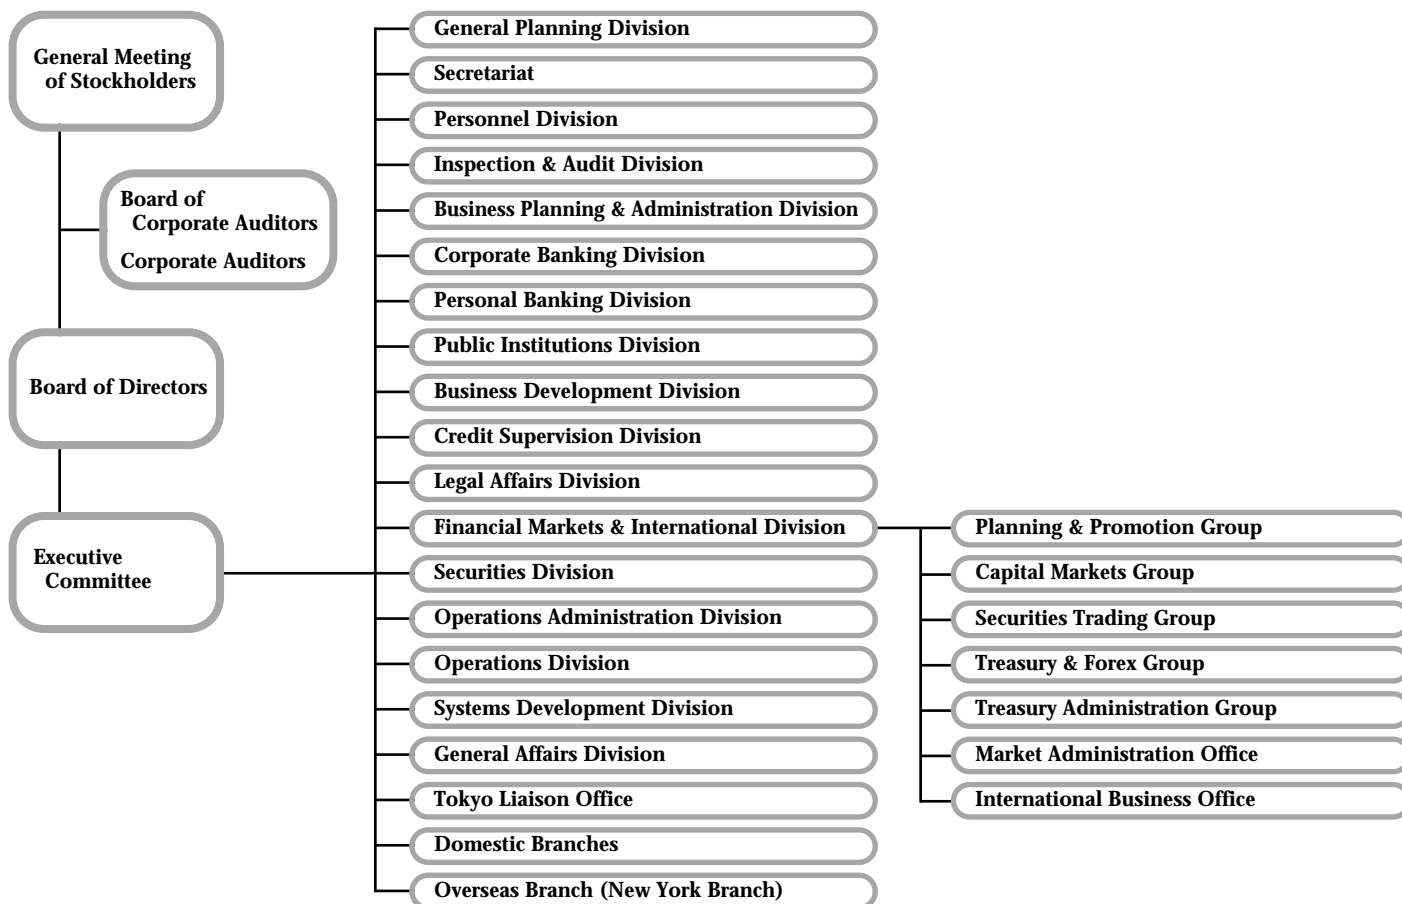 General Meeting
of Stockholders
Board of
Corporate Auditors
Corporate Auditors
Board of Directors
Executive
Committee
General Planning Division
Secretariat
Personnel Division
Inspection & Audit Division
Business Planning & Administration Division
Corporate Banking Division
Personal Banking Division
Public Institutions Division
Business Development Division
Credit Supervision Division
Legal Affairs Division
Financial Markets & International Division
Securities Division
Operations Administration Division
Operations Division
Systems Development Division
General Affairs Division
Tokyo Liaison Office
Domestic Branches
Overseas Branch (New York Branch)
Planning & Promotion Group
Capital Markets Group
Securities Trading Group
Treasury & Forex Group
Treasury Administration Group
Market Administration Office
International Business Office